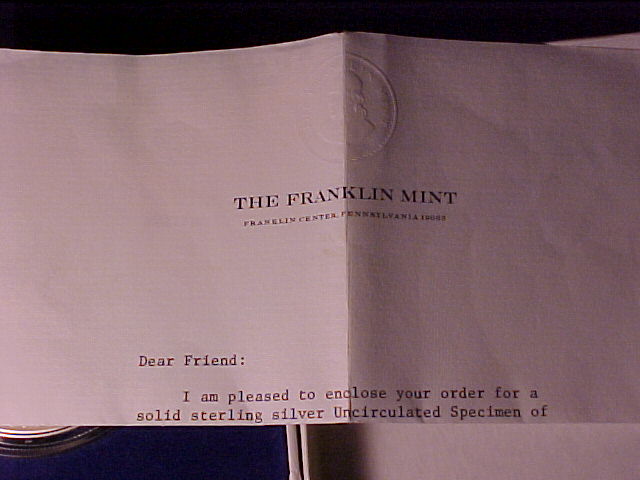 THE FRANKLIN MINT
FRANKLIN CENTER, PENNSYLVANIA 19063
Dear Friend:
I am pleased to enclose your order for a
solid sterling silver Uncirculated Specimen of